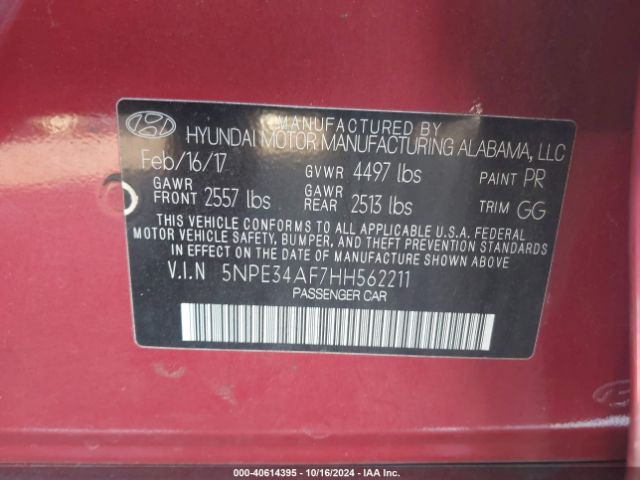 MANUFACTURED BY
HYUNDAI MOTOR MANUFACTURING ALABAMA, LLC
Feb/16/17 GVWR 4497 lbs PAINT PR
GAWR FRONT 2557 lbs GAWR REAR 2513 lbs TRIM GG
THIS VEHICLE CONFORMS TO ALL APPLICABLE U.S.A. FEDERAL
MOTOR VEHICLE SAFETY, BUMPER, AND THEFT PREVENTION STANDARDS
IN EFFECT ON THE DATE OF MANUFACTURE SHOWN ABOVE.
V.I.N 5NPE34AF7HH562211
PASSENGER CAR
000-40614395 - 10/16/2024 - IAA Inc.